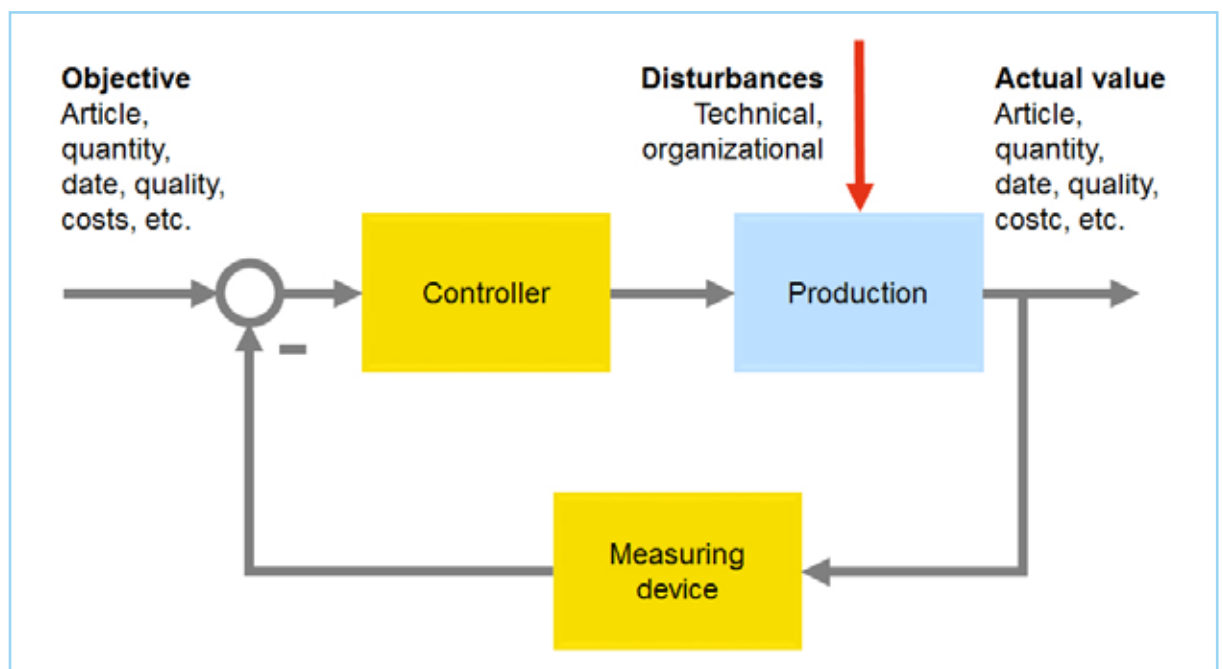 Objective
Article,
quantity,
date, quality,
costs, etc.
Disturbances
Technical,
organizational
Actual value
Article,
quantity,
date, quality,
costc, etc.
Controller
Production
–
Measuring
device